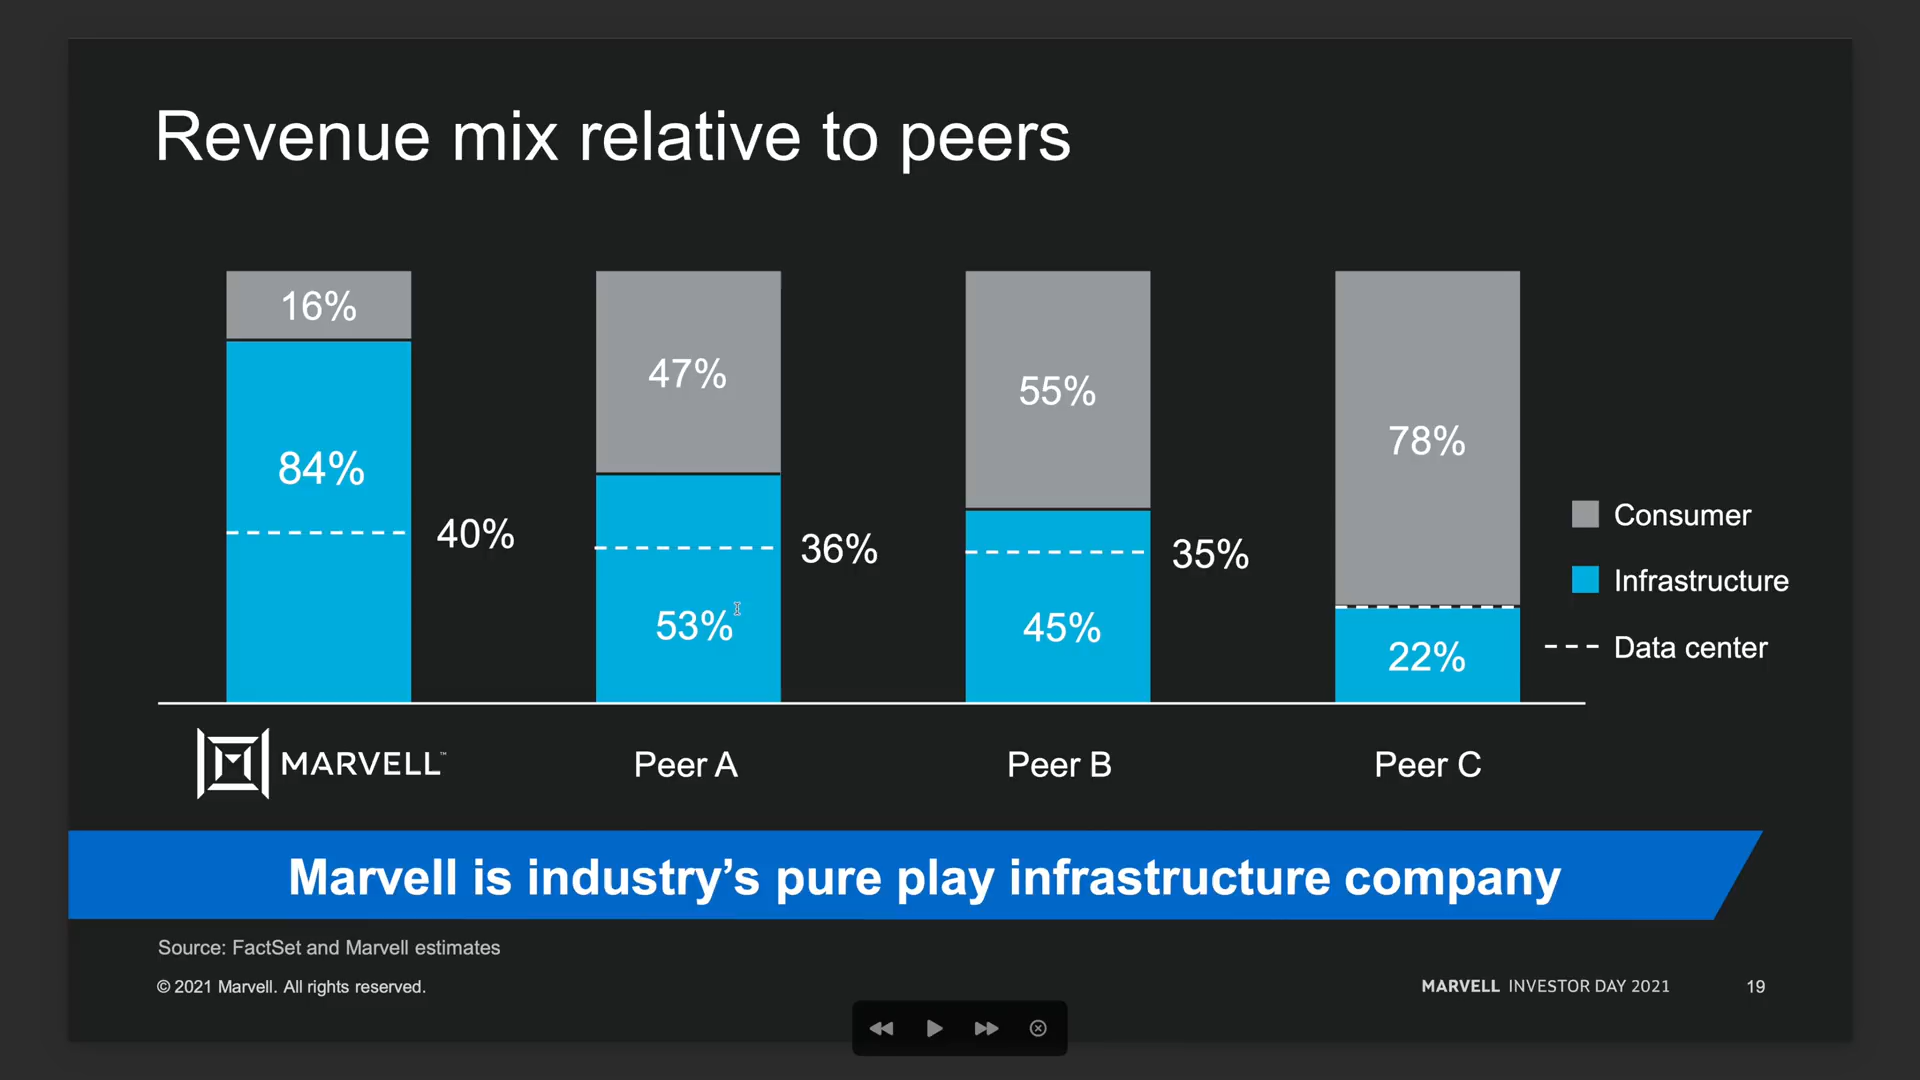 Revenue mix relative to peers
16%
47%
55%
78%
84%
40%
36%
35%
53%
45%
22%
Consumer
Infrastructure
Data center
MARVELL™
Peer A
Peer B
Peer C
Marvell is industry’s pure play infrastructure company
Source: FactSet and Marvell estimates
© 2021 Marvell. All rights reserved.
MARVELL INVESTOR DAY 2021
19